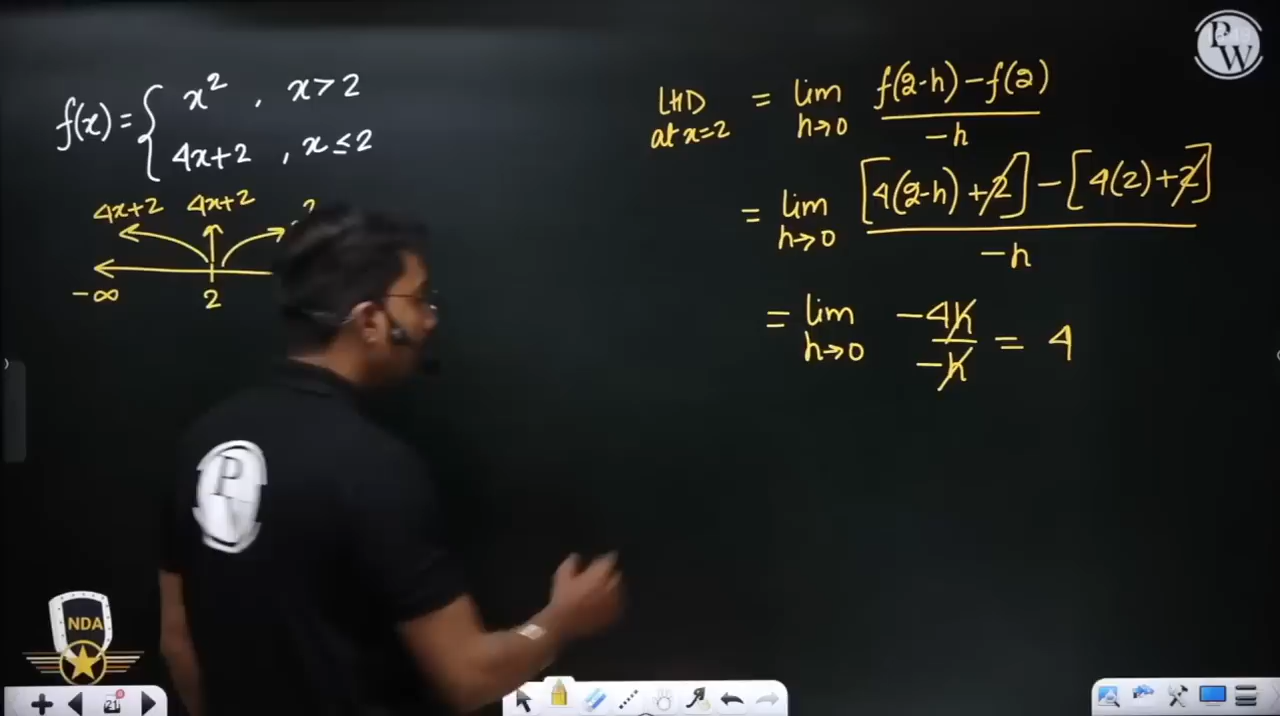 f(x) = { x² , x > 2
4x+2 , x ≤ 2
4x+2 4x+2
-∞ 2
LHD at x=2 = lim h→0 f(2-h) - f(2) / -h
= lim h→0 [4(2-h) + 2] - [4(2) + 2] / -h
= lim h→0 -4h / -h = 4
PW
P
NDA
21